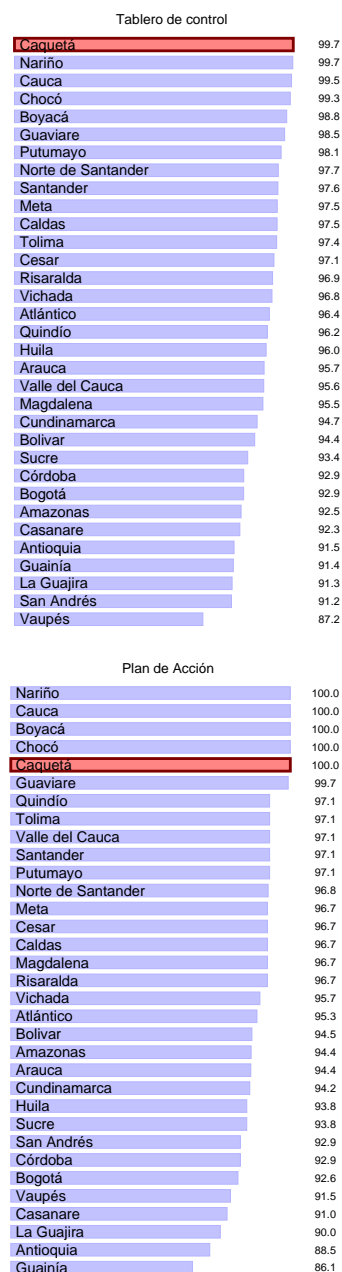 Tablero de control
Caquetá 99.7
Nariño 99.7
Cauca 99.5
Chocó 99.3
Boyacá 98.8
Guaviare 98.5
Putumayo 98.1
Norte de Santander 97.7
Santander 97.6
Meta 97.5
Caldas 97.5
Tolima 97.4
Cesar 97.1
Risaralda 96.9
Vichada 96.8
Atlántico 96.4
Quindío 96.2
Huila 96.0
Arauca 95.7
Valle del Cauca 95.6
Magdalena 95.5
Cundinamarca 94.7
Bolivar 94.4
Sucre 93.4
Córdoba 92.9
Bogotá 92.9
Amazonas 92.5
Casanare 92.3
Antioquia 91.5
Guainía 91.4
La Guajira 91.3
San Andrés 91.2
Vaupés 87.2
Plan de Acción
Nariño 100.0
Cauca 100.0
Boyacá 100.0
Chocó 100.0
Caquetá 100.0
Guaviare 99.7
Quindío 97.1
Tolima 97.1
Valle del Cauca 97.1
Santander 97.1
Putumayo 97.1
Norte de Santander 96.8
Meta 96.7
Cesar 96.7
Caldas 96.7
Magdalena 96.7
Risaralda 96.7
Vichada 95.7
Atlántico 95.3
Bolivar 94.5
Amazonas 94.4
Arauca 94.4
Cundinamarca 94.2
Huila 93.8
Sucre 93.8
San Andrés 92.9
Córdoba 92.9
Bogotá 92.6
Vaupés 91.5
Casanare 91.0
La Guajira 90.0
Antioquia 88.5
Guainía 86.1